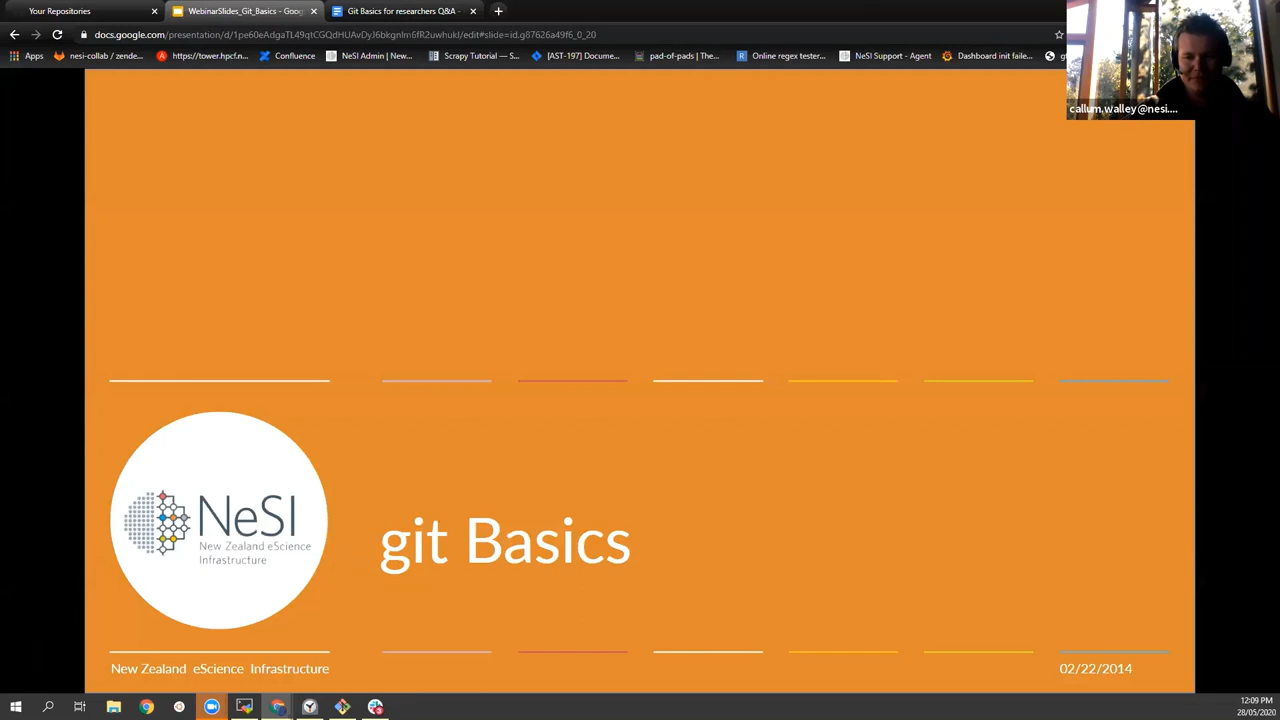 Your Repositories
WebinarSlides_Git_Basics - Goog
Git Basics for researchers Q&A -
docs.google.com/presentation/d/1pe60eAdgaTL49qtCGQdHUAvDyJ6blcgnIm6fR2uwhukI/edit#slide=id.g87626a49f6_0_20
Apps
nesi-collab / zende...
https://tower.hpcf.n...
Confluence
NeSI Admin | New...
Scrapy Tutorial — S...
[AST-197] Docume...
pad-of-pads | The...
Online regex tester...
NeSI Support - Agent
Dashboard init faile...
callum.walley@nesi....
NeSI
New Zealand eScience
Infrastructure
git Basics
New Zealand eScience Infrastructure
02/22/2014
12:09 PM
28/05/2020